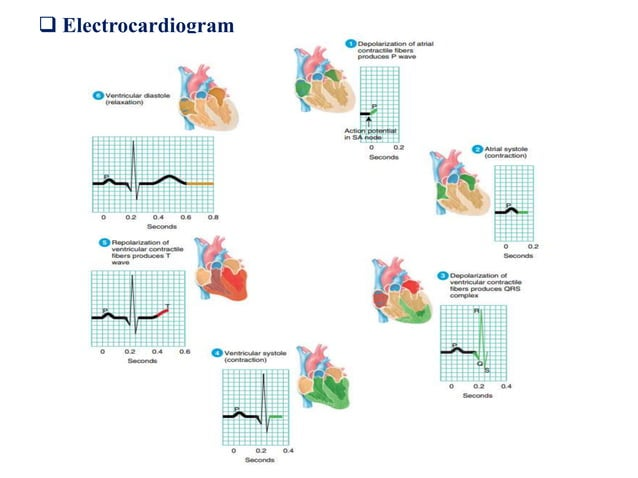 ❑ Electrocardiogram
1 Depolarization of atrial
contractile fibers
produces P wave
P
Action potential
in SA node
0 0.2
Seconds
2 Atrial systole
(contraction)
P
0 0.2
Seconds
3 Depolarization of
ventricular contractile
fibers produces QRS
complex
R
P
Q
S
0 0.2 0.4
Seconds
4 Ventricular systole
(contraction)
P
0 0.2 0.4
Seconds
5 Repolarization of
ventricular contractile
fibers produces T
wave
P T
0 0.2 0.4 0.6
Seconds
6 Ventricular diastole
(relaxation)
P
0 0.2 0.4 0.6 0.8
Seconds